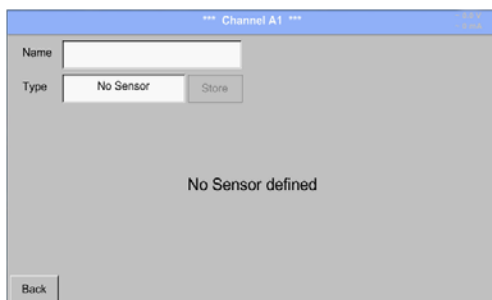 *** Channel A1 ***
Name
Type No Sensor Store
No Sensor defined
Back